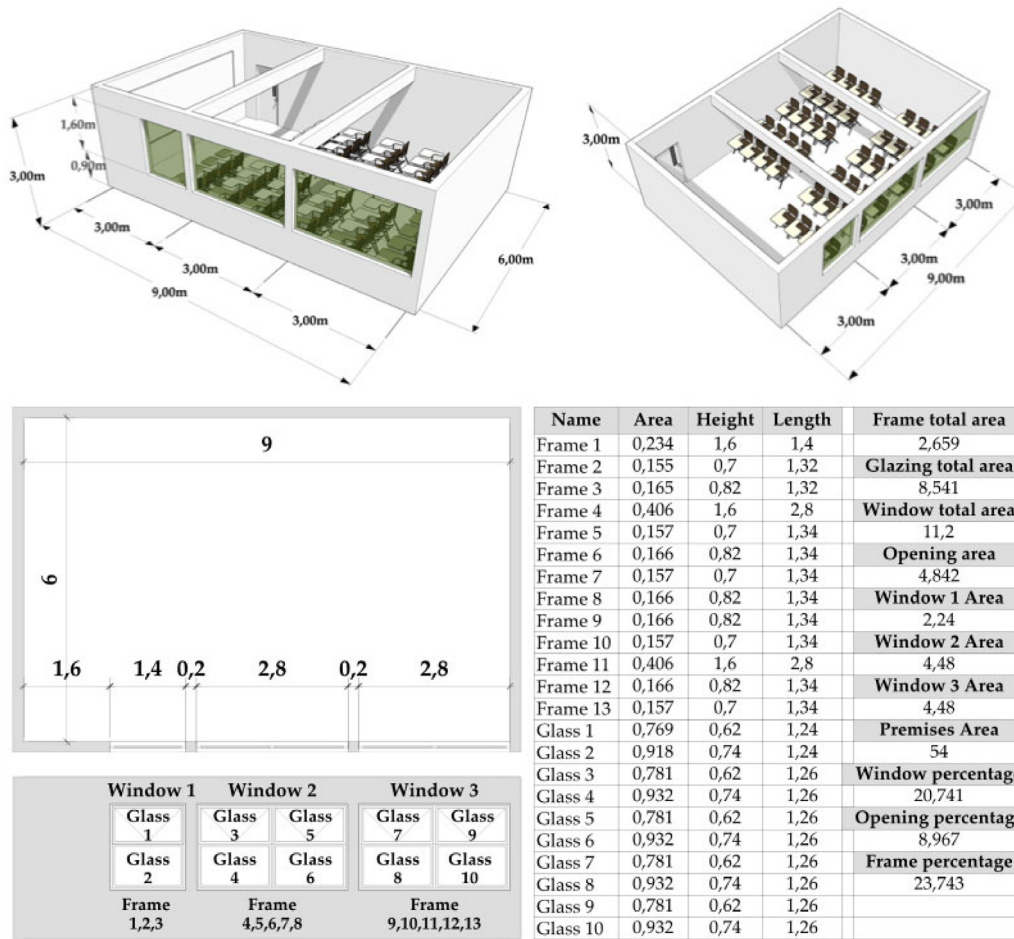 3,00m
1,60m
0,90m
3,00m
3,00m
9,00m
3,00m
6,00m
3,00m
3,00m
3,00m
9,00m
3,00m
9
6
1,6 1,4 0,2 2,8 0,2 2,8
Window 1 Window 2 Window 3
Glass 1 Glass 3 Glass 5 Glass 7 Glass 9
Glass 2 Glass 4 Glass 6 Glass 8 Glass 10
Frame 1,2,3 Frame 4,5,6,7,8 Frame 9,10,11,12,13
Name Area Height Length Frame total area
Frame 1 0,234 1,6 1,4 2,659
Frame 2 0,155 0,7 1,32 Glazing total area
Frame 3 0,165 0,82 1,32 8,541
Frame 4 0,406 1,6 2,8 Window total area
Frame 5 0,157 0,7 1,34 11,2
Frame 6 0,166 0,82 1,34 Opening area
Frame 7 0,157 0,7 1,34 4,842
Frame 8 0,166 0,82 1,34 Window 1 Area
Frame 9 0,166 0,82 1,34 2,24
Frame 10 0,157 0,7 1,34 Window 2 Area
Frame 11 0,406 1,6 2,8 4,48
Frame 12 0,166 0,82 1,34 Window 3 Area
Frame 13 0,157 0,7 1,34 4,48
Glass 1 0,769 0,62 1,24 Premises Area
Glass 2 0,918 0,74 1,24 54
Glass 3 0,781 0,62 1,26 Window percentage
Glass 4 0,932 0,74 1,26 20,741
Glass 5 0,781 0,62 1,26 Opening percentage
Glass 6 0,932 0,74 1,26 8,967
Glass 7 0,781 0,62 1,26 Frame percentage
Glass 8 0,932 0,74 1,26 23,743
Glass 9 0,781 0,62 1,26
Glass 10 0,932 0,74 1,26